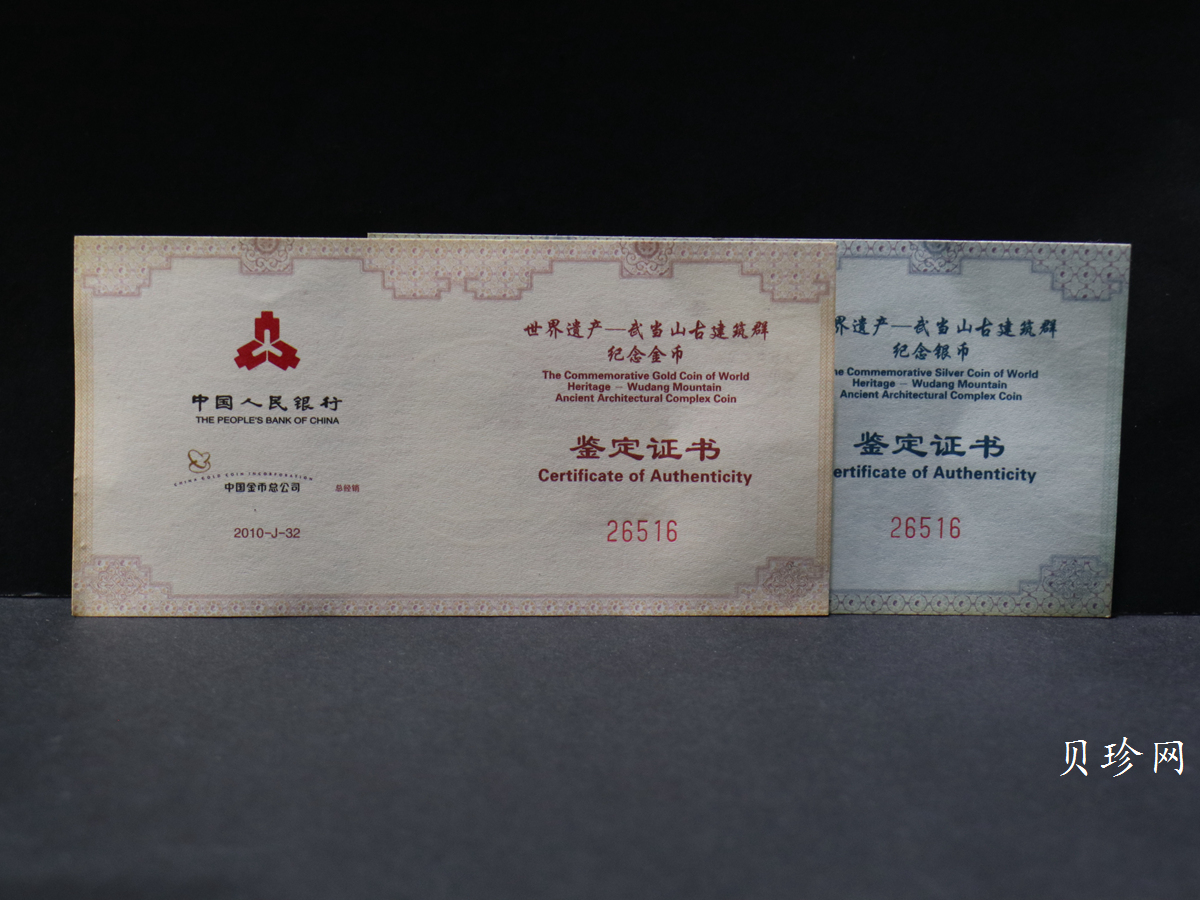 中国人民银行
THE PEOPLE'S BANK OF CHINA
CHINA GOLD COIN INCORPORATION
中国金币总公司
总经销
2010-J-32
世界遗产—武当山古建筑群
纪念金币
The Commemorative Gold Coin of World
Heritage — Wudang Mountain
Ancient Architectural Complex Coin
鉴定证书
Certificate of Authenticity
26516
界遗产—武当山古建筑群
纪念银币
he Commemorative Silver Coin of World
Heritage — Wudang Mountain
Ancient Architectural Complex Coin
鉴定证书
ertificate of Authenticity
26516
贝珍网